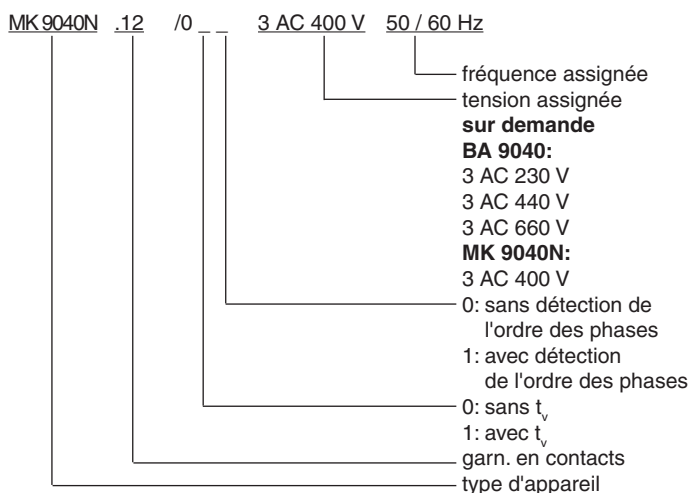 MK 9040N .12 /0 _ _ 3 AC 400 V 50 / 60 Hz
fréquence assignée
tension assignée
sur demande
BA 9040:
3 AC 230 V
3 AC 440 V
3 AC 660 V
MK 9040N:
3 AC 400 V
0: sans détection de
l'ordre des phases
1: avec détection
de l'ordre des phases
0: sans tv
1: avec tv
garn. en contacts
type d'appareil